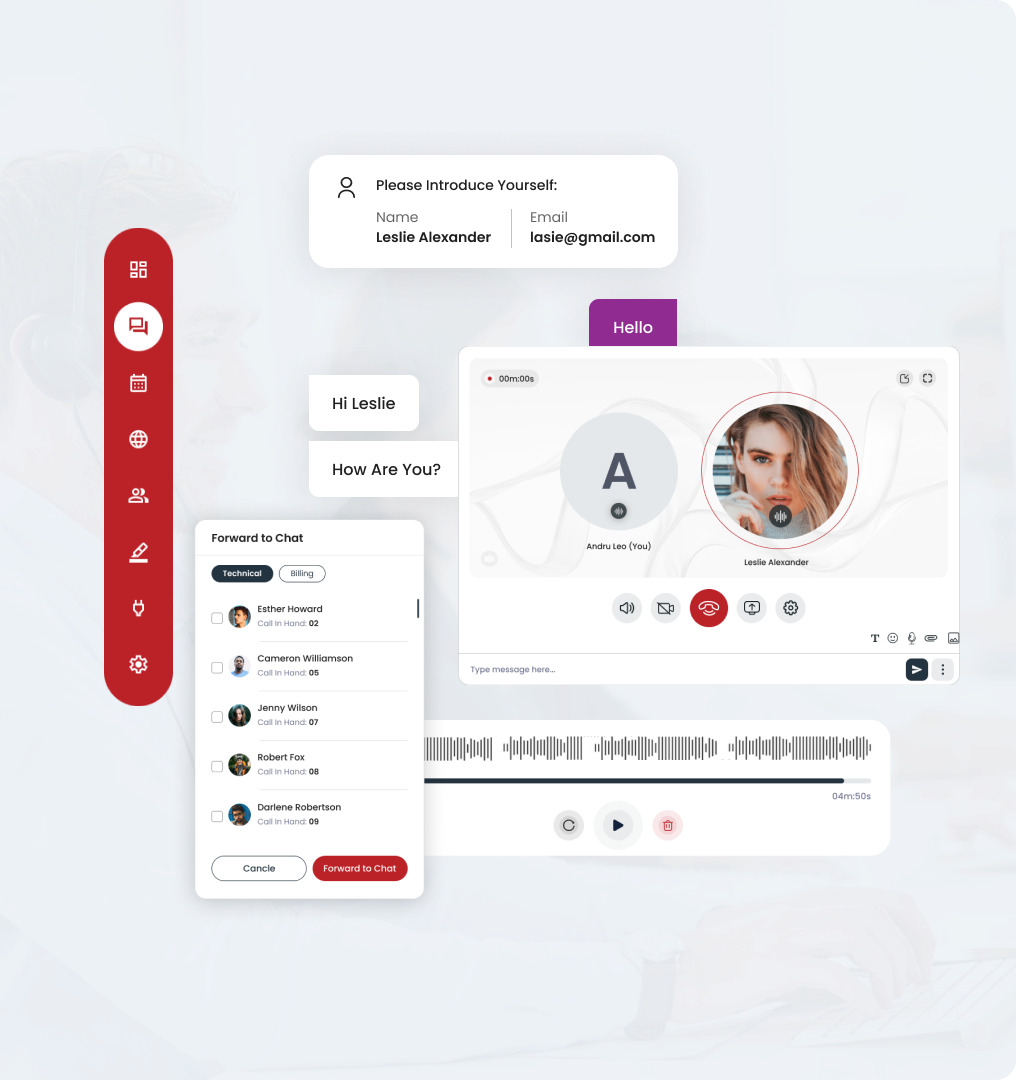 Please Introduce Yourself:
Name
Leslie Alexander
Email
lasie@gmail.com
Hello
Hi Leslie
How Are You?
00m:00s
A
Andru Leo (You)
Leslie Alexander
T
Type message here...
Forward to Chat
Technical
Billing
Esther Howard
Call In Hand: 02
Cameron Williamson
Call In Hand: 05
Jenny Wilson
Call In Hand: 07
Robert Fox
Call In Hand: 08
Darlene Robertson
Call In Hand: 09
Cancle
Forward to Chat
04m:50s